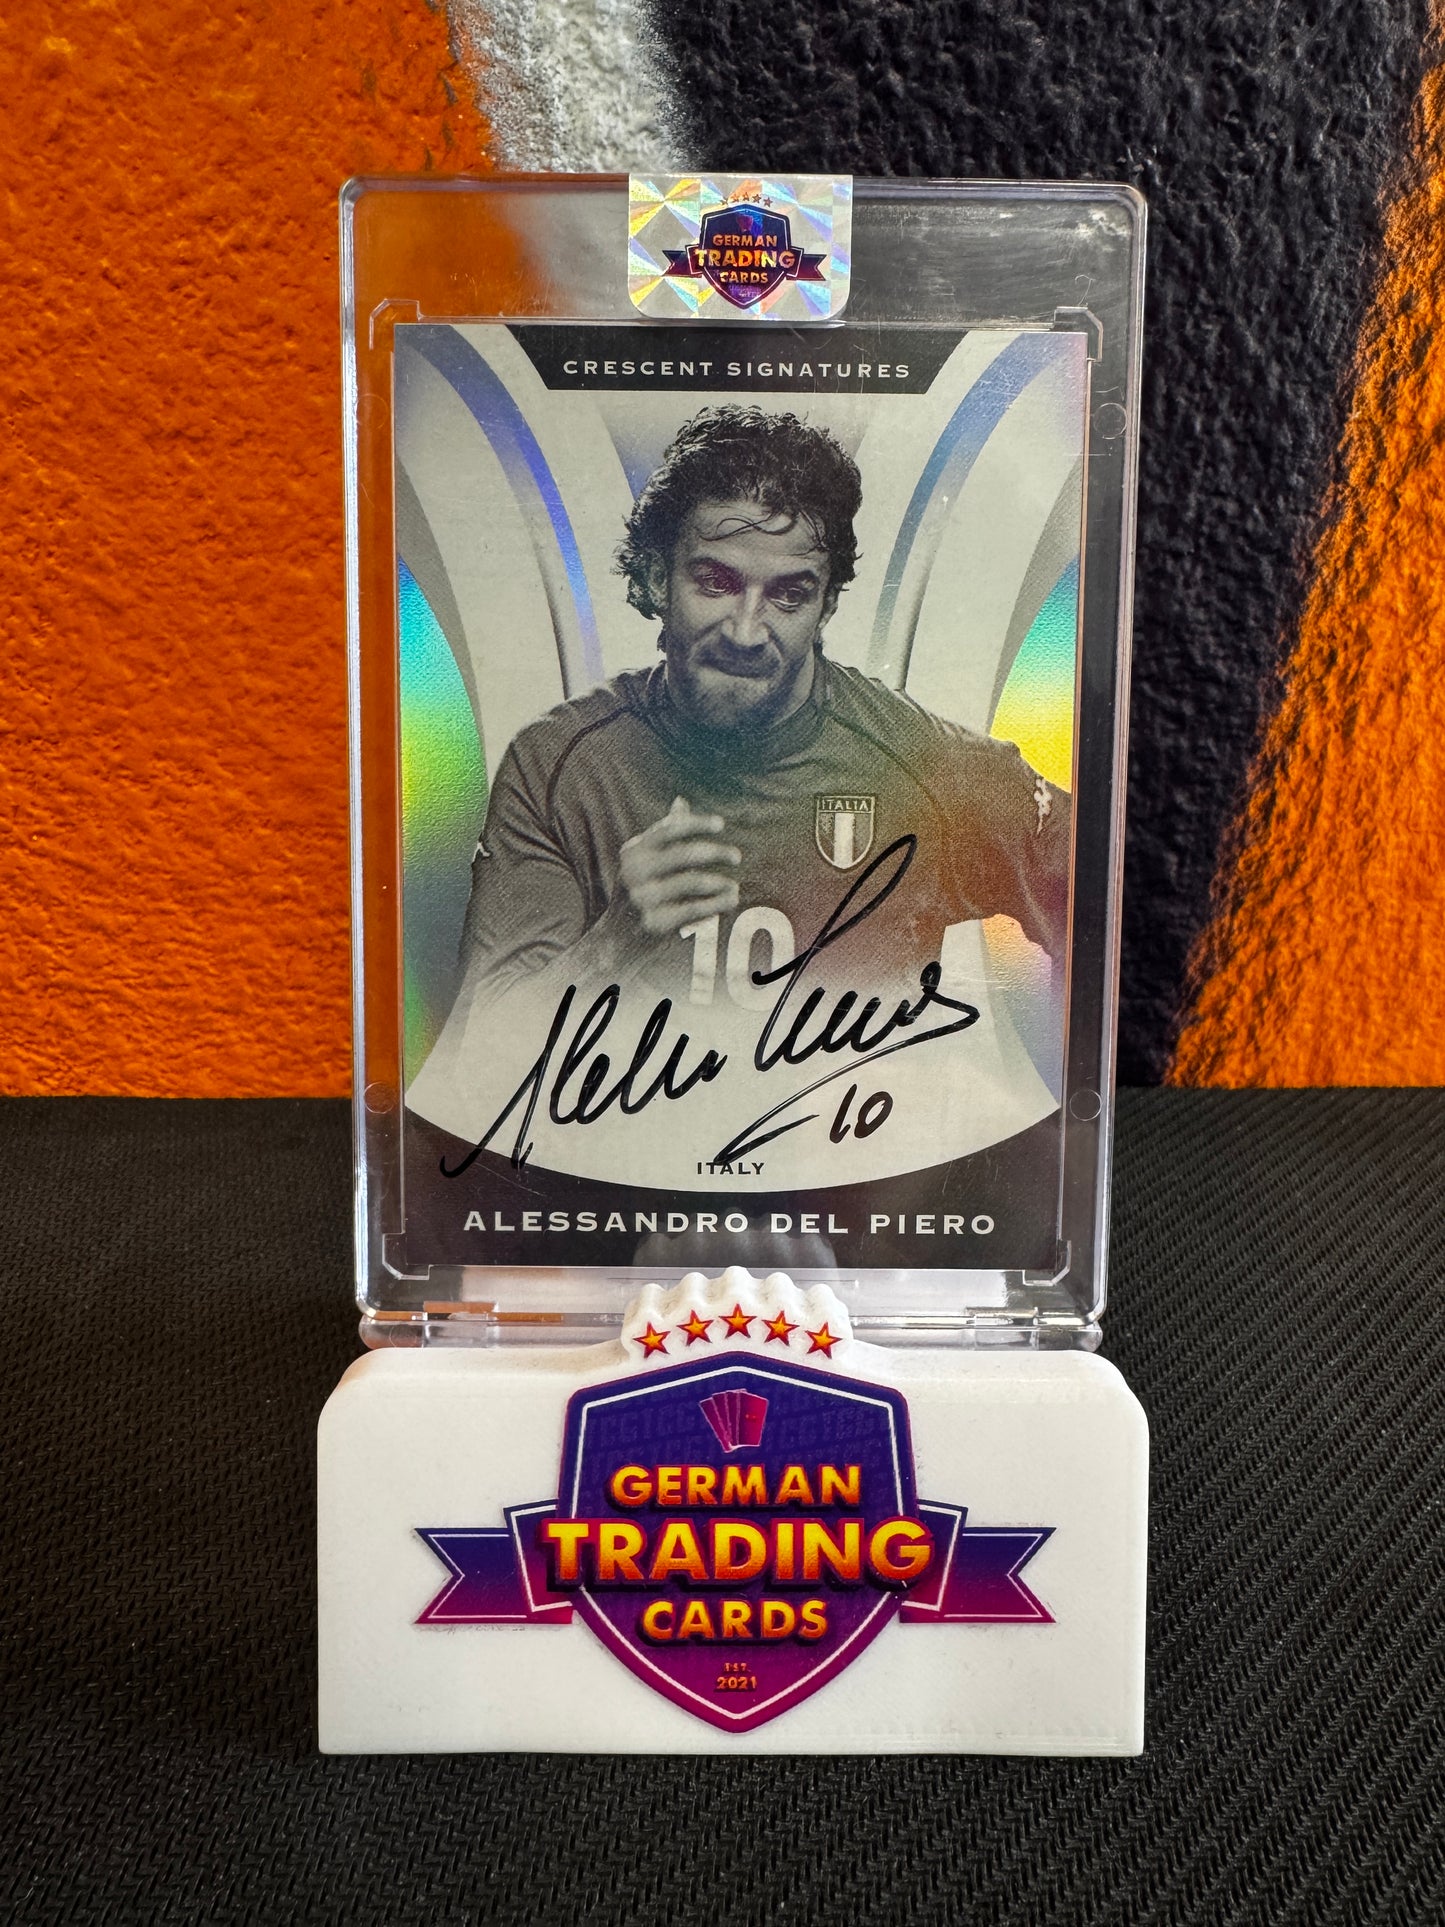 GERMAN
TRADING
CARDS
CRESCENT SIGNATURES
ITALIA
10
10
ITALY
ALESSANDRO DEL PIERO
GERMAN
TRADING
CARDS
EST.
2021